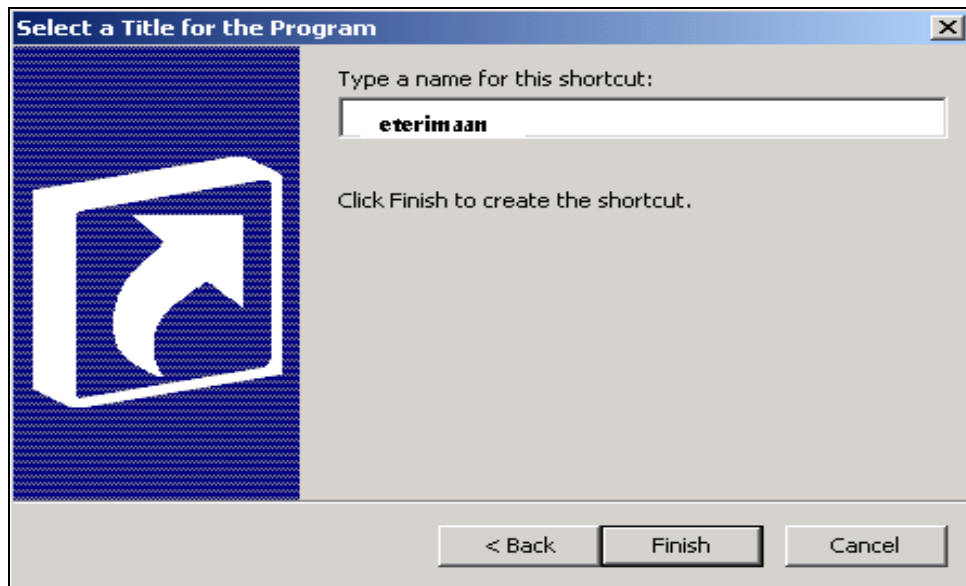 Select a Title for the Program
Type a name for this shortcut:
eterimaan
Click Finish to create the shortcut.
< Back
Finish
Cancel